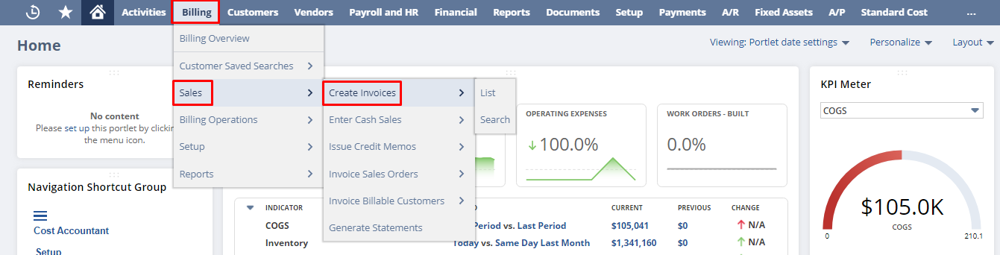 Activities Billing Customers Vendors Payroll and HR Financial Reports Documents Setup Payments A/R Fixed Assets A/P Standard Cost ...
Home
Viewing: Portlet date settings Personalize Layout
Billing Overview
Customer Saved Searches
Sales
Billing Operations
Setup
Reports
Create Invoices
Enter Cash Sales
Issue Credit Memos
Invoice Sales Orders
Invoice Billable Customers
Generate Statements
List
Search
Reminders
No content
Please set up this portlet by clicking
the menu icon.
Navigation Shortcut Group
Cost Accountant
Setup
OPERATING EXPENSES
100.0%
WORK ORDERS - BUILT
0.0%
INDICATOR CURRENT PREVIOUS CHANGE
COGS Period vs. Last Period $105,041 $0 N/A
Inventory Today vs. Same Day Last Month $1,341,160 $0 N/A
KPI Meter
COGS
$105.0K
COGS
0 210.1